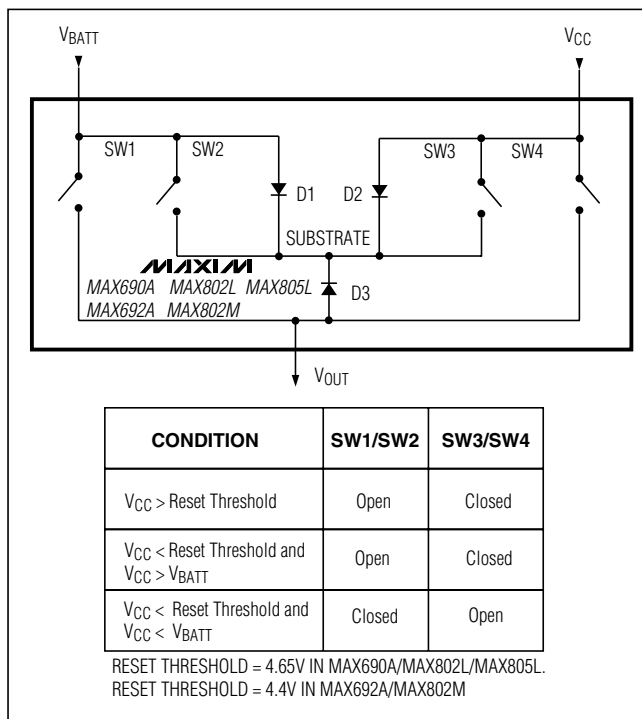 VBATT
VCC
SW1
SW2
SW3
SW4
D1
D2
SUBSTRATE
MAXIM
MAX690A MAX802L MAX805L
D3
MAX692A MAX802M
VOUT
CONDITION SW1/SW2 SW3/SW4
VCC > Reset Threshold Open Closed
VCC < Reset Threshold and
VCC > VBATT Open Closed
VCC < Reset Threshold and
VCC < VBATT Closed Open
RESET THRESHOLD = 4.65V IN MAX690A/MAX802L/MAX805L.
RESET THRESHOLD = 4.4V IN MAX692A/MAX802M